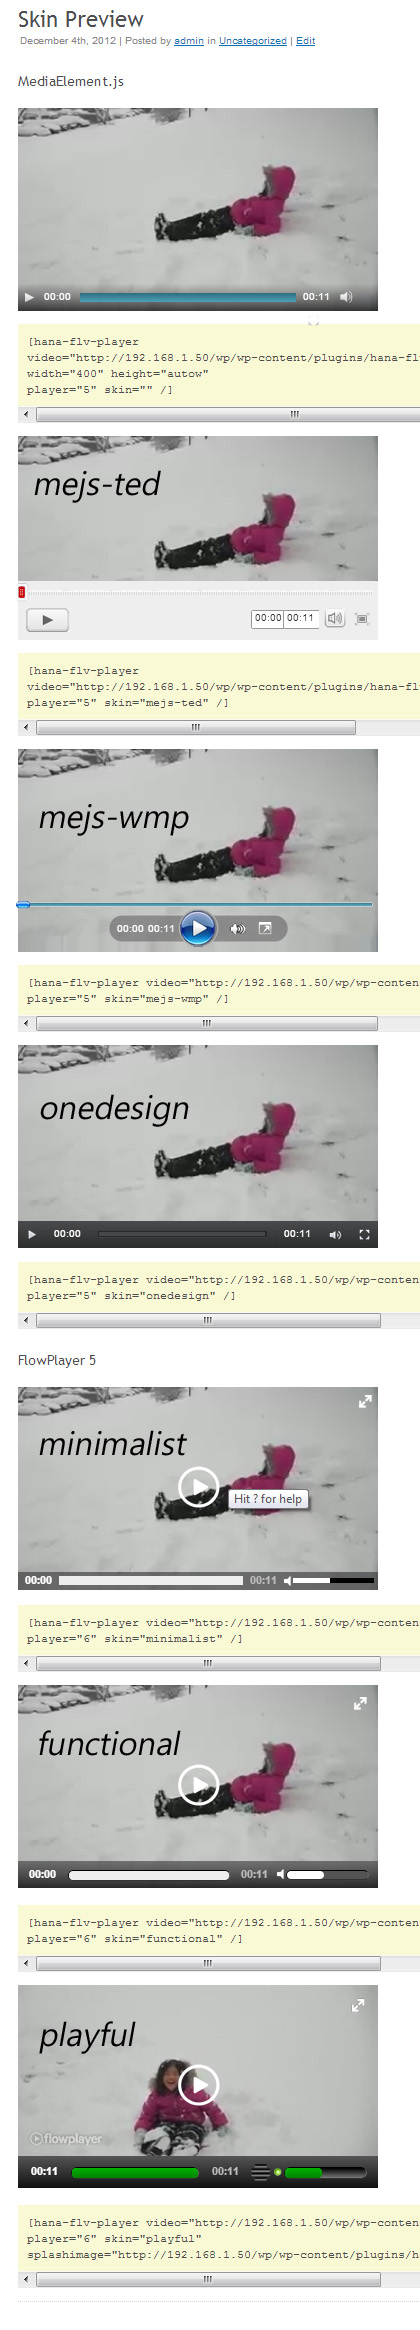 Skin Preview
December 4th, 2012 | Posted by admin in Uncategorized | Edit
MediaElement.js
00:00 00:11
[hana-flv-player
video="http://192.168.1.50/wp/wp-content/plugins/hana-fl
width="400" height="autow"
player="5" skin="" /]
mejs-ted
00:00 00:11
[hana-flv-player
video="http://192.168.1.50/wp/wp-content/plugins/hana-fl
player="5" skin="mejs-ted" /]
mejs-wmp
00:00 00:11
[hana-flv-player video="http://192.168.1.50/wp/wp-conten
player="5" skin="mejs-wmp" /]
onedesign
00:00 00:11
[hana-flv-player video="http://192.168.1.50/wp/wp-conten
player="5" skin="onedesign" /]
FlowPlayer 5
minimalist
Hit ? for help
00:00 00:11
[hana-flv-player video="http://192.168.1.50/wp/wp-conten
player="6" skin="minimalist" /]
functional
00:00 00:11
[hana-flv-player video="http://192.168.1.50/wp/wp-conten
player="6" skin="functional" /]
playful
flowplayer
00:11 00:11
[hana-flv-player video="http://192.168.1.50/wp/wp-conten
player="6" skin="playful"
splashimage="http://192.168.1.50/wp/wp-content/plugins/h